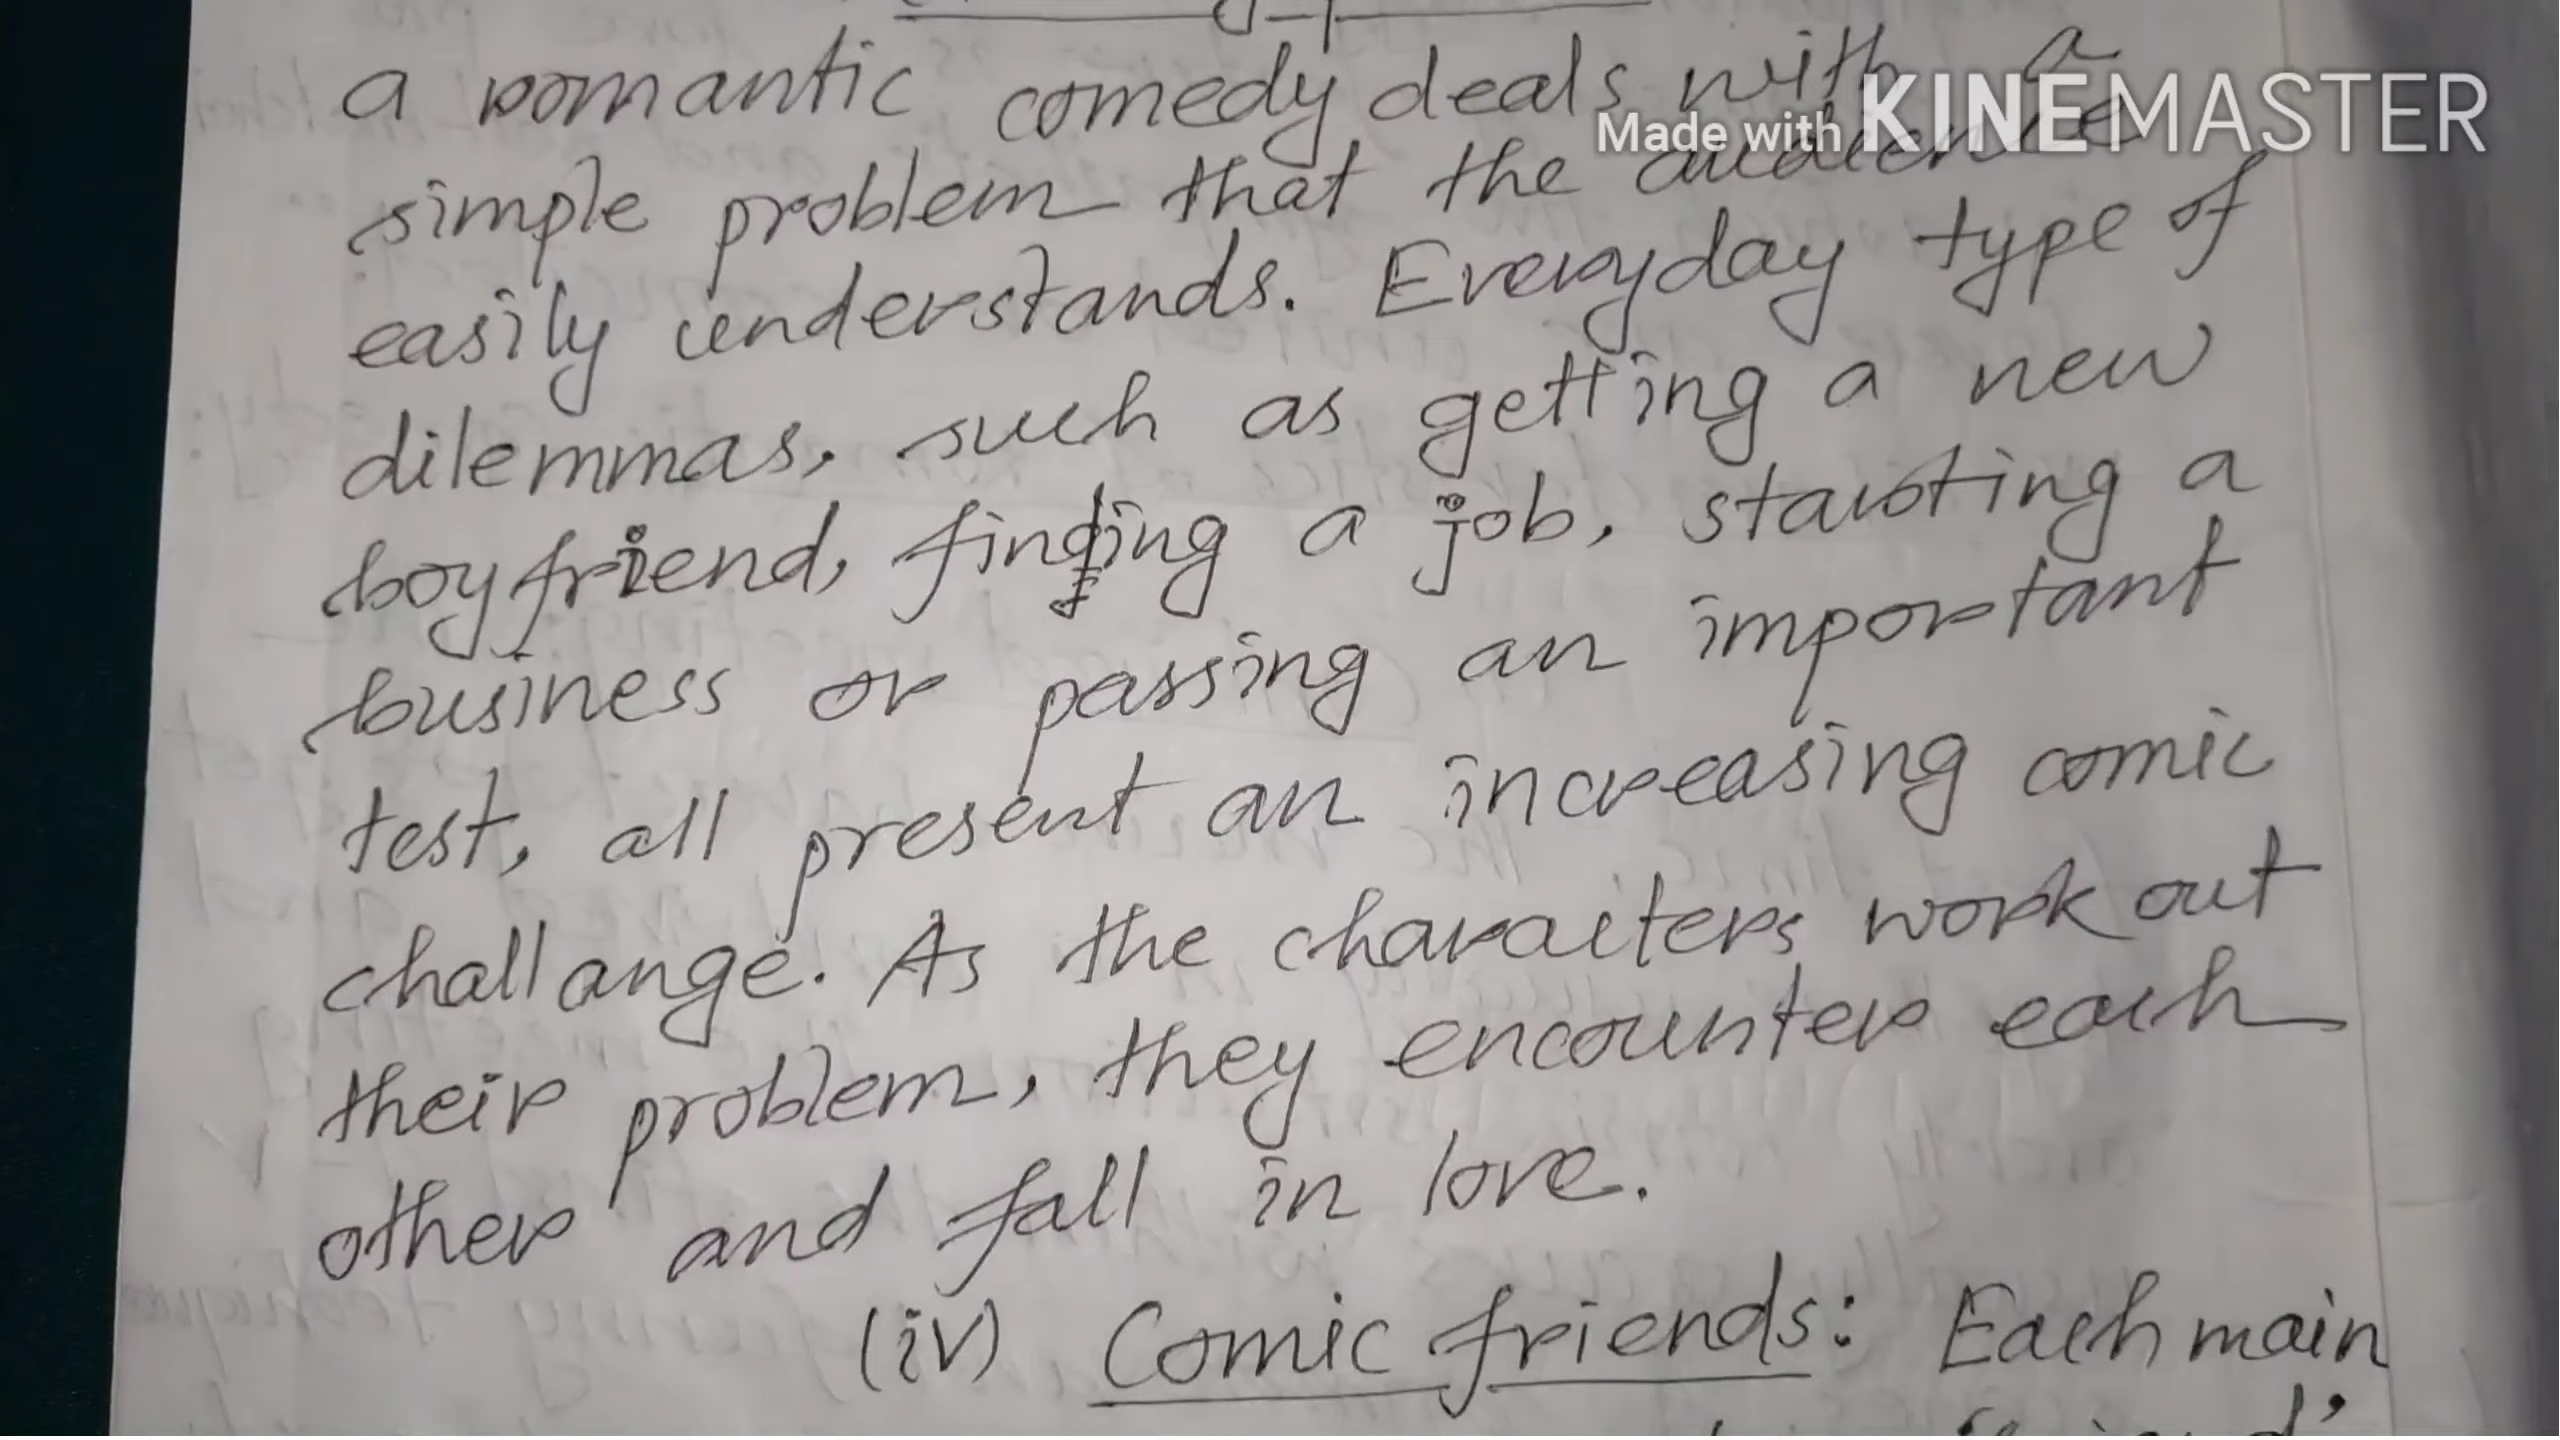 a romantic comedy deals with a
Made with KINEMASTER
simple problem that the audience
easily understands. Everyday type of
dilemmas, such as getting a new
boyfriend, finding a job, starting a
business or passing an important
test, all present an increasing comic
challange. As the characters work out
their problem, they encounter each
other and fall in love.
(iv) Comic friends: Each main